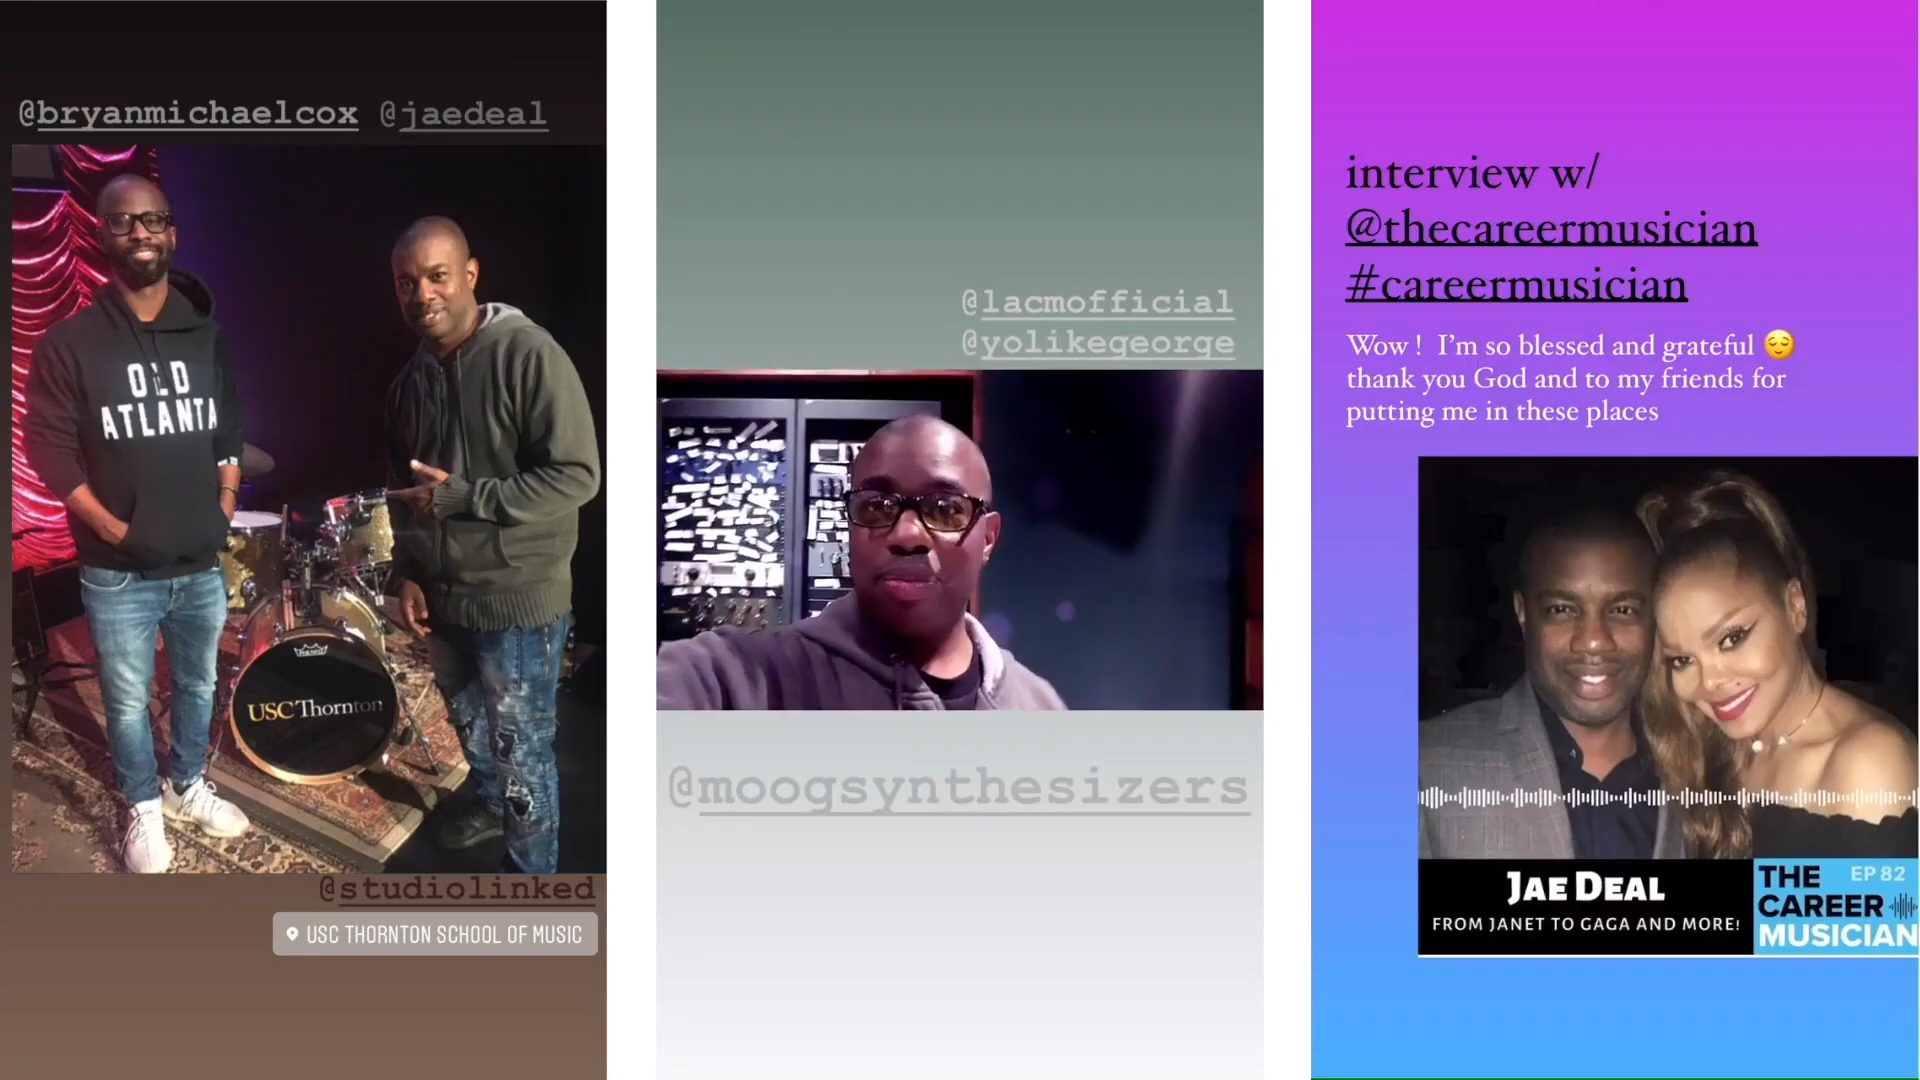 @bryanmichaelcox @jaedeal
OLD
ATLANTA
REMO
USC Thornton
@studiolinked
USC THORNTON SCHOOL OF MUSIC
@lacmofficial
@yolikegeorge
@moogsynthesizers
interview w/
@thecareermusician
#careermusician
Wow ! I'm so blessed and grateful 😌
thank you God and to my friends for
putting me in these places
JAE DEAL
FROM JANET TO GAGA AND MORE!
THE EP 82
CAREER
MUSICIAN